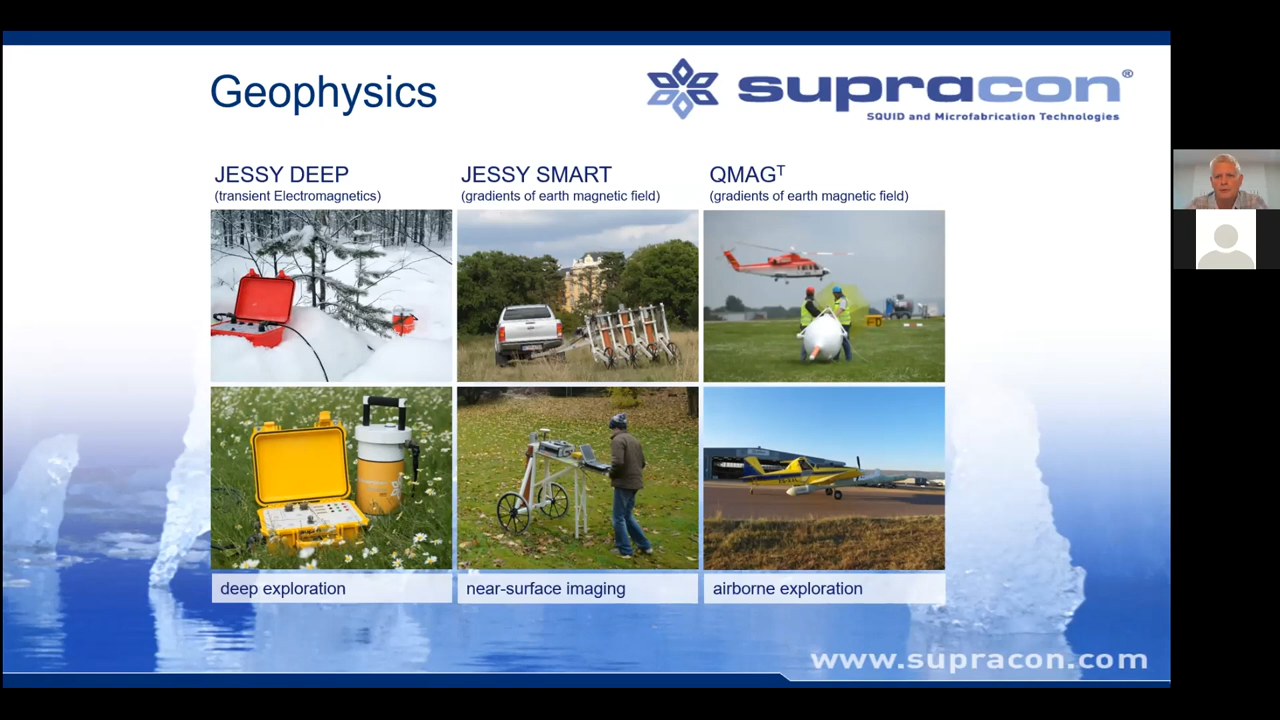 Geophysics
supracon®
SQUID and Microfabrication Technologies
JESSY DEEP
(transient Electromagnetics)
JESSY SMART
(gradients of earth magnetic field)
QMAGᵀ
(gradients of earth magnetic field)
deep exploration
near-surface imaging
airborne exploration
www.supracon.com